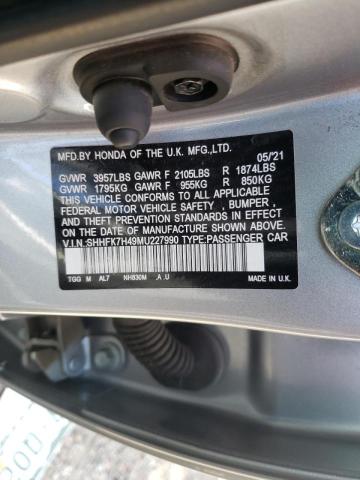 MFD.BY HONDA OF THE U.K. MFG.,LTD.
05/21
GVWR 3957LBS GAWR F 2105LBS R 1874LBS
GVWR 1795KG GAWR F 955KG R 850KG
THIS VEHICLE CONFORMS TO ALL APPLICABLE
FEDERAL MOTOR VEHICLE SAFETY , BUMPER ,
AND THEFT PREVENTION STANDARDS IN EFFECT
ON THE DATE OF MANUFACTURE SHOWN ABOVE.
V.I.N.:SHHFK7H49MU227990 TYPE:PASSENGER CAR
TGG M AL7 NH830M .A .U MADE IN U.K.